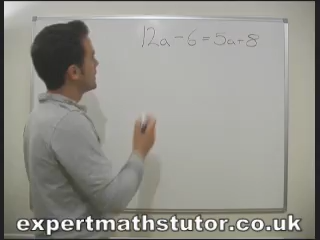 12a - 6 = 5a + 8
expertmathstutor.co.uk